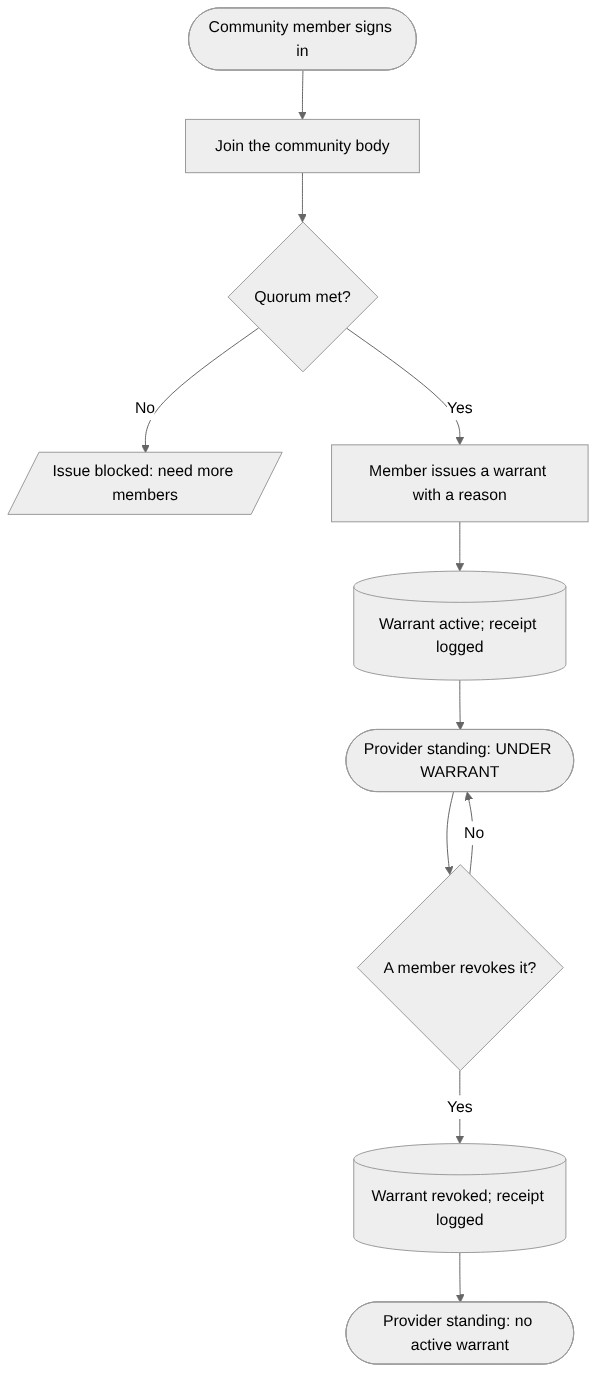 Community member signs
in
Join the community body
Quorum met?
No
Yes
Issue blocked: need more
members
Member issues a warrant
with a reason
Warrant active; receipt
logged
Provider standing: UNDER
WARRANT
No
A member revokes it?
Yes
Warrant revoked; receipt
logged
Provider standing: no
active warrant